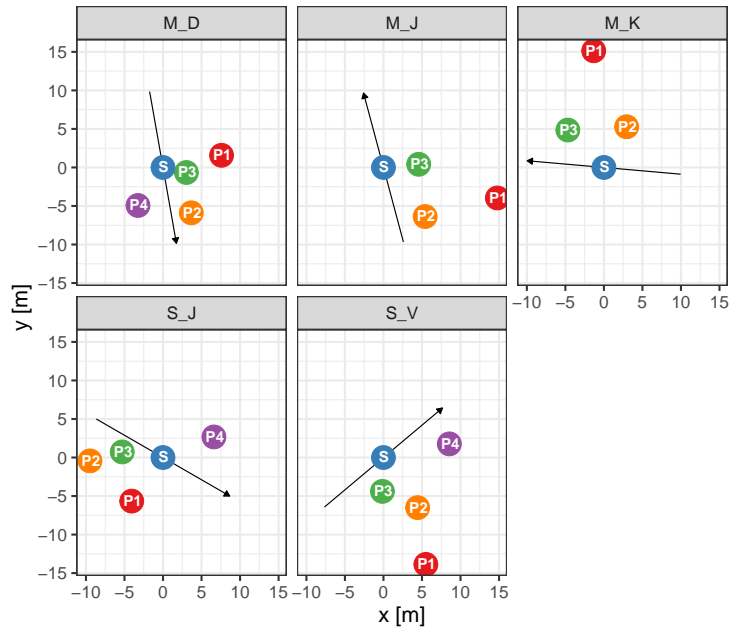 M_D M_J M_K
15 P1
10
5 P3 P2
0 S P3 P1 S P3 S
−5 P4 P2 P2 P1
−10
−15
−10 −5 0 5 10 15
S_J S_V
15
10
5 P4 P4
0 P2 P3 S S
−5 P1 P3 P2
−10
−15 P1
−10 −5 0 5 10 15 −10 −5 0 5 10 15
x [m]
y [m]